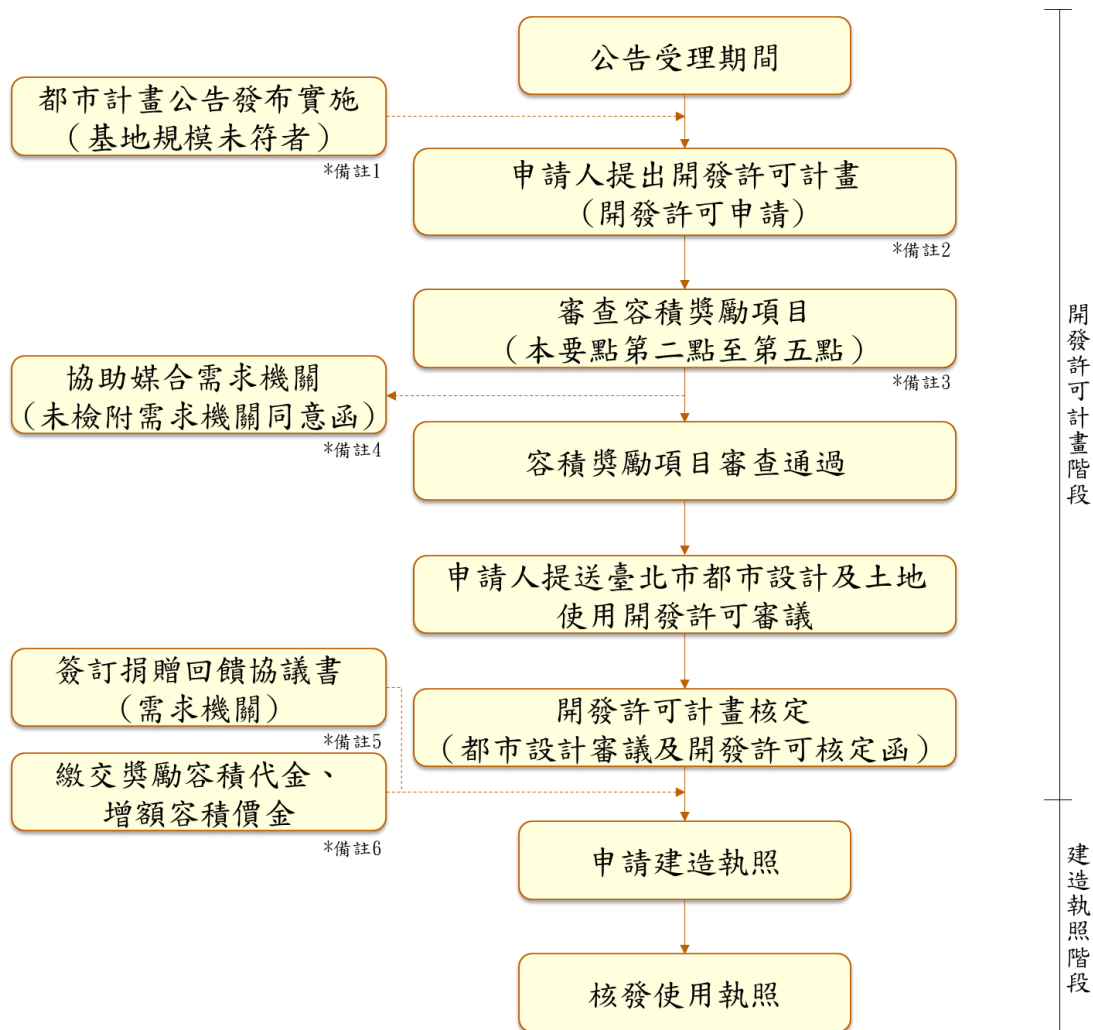 公告受理期間
都市計畫公告發布實施
（基地規模未符者）
*備註1
申請人提出開發許可計畫
（開發許可申請）
*備註2
審查容積獎勵項目
（本要點第二點至第五點）
*備註3
協助媒合需求機關
（未檢附需求機關同意函）
*備註4
容積獎勵項目審查通過
申請人提送臺北市都市設計及土地
使用開發許可審議
簽訂捐贈回饋協議書
（需求機關）
*備註5
開發許可計畫核定
（都市設計審議及開發許可核定函）
繳交獎勵容積代金、
增額容積價金
*備註6
申請建造執照
核發使用執照
開發許可計畫階段
建造執照階段